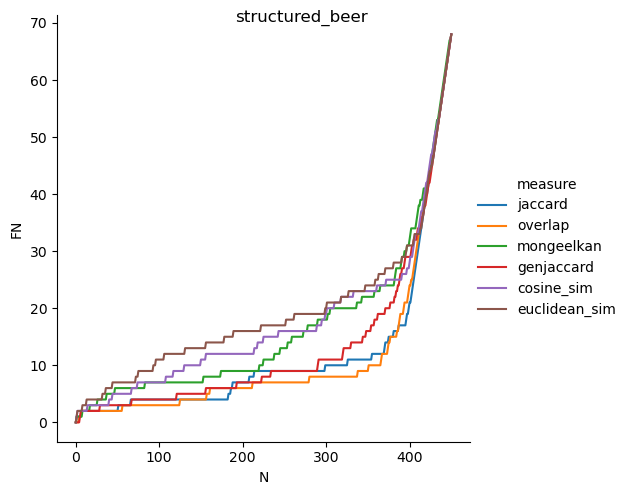 structured_beer
70
60
50
40
30
20
10
0
FN
0
100
200
300
400
N
measure
jaccard
overlap
mongeelkan
genjaccard
cosine_sim
euclidean_sim